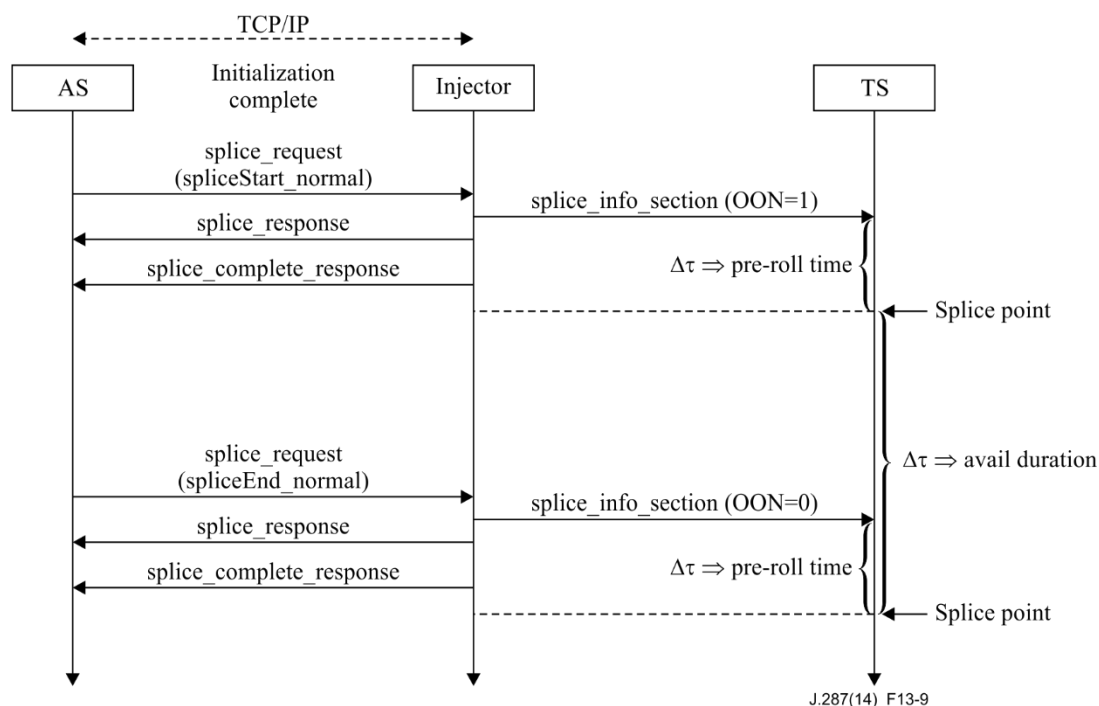 TCP/IP
AS
Initialization
complete
Injector
TS
splice_request
(spliceStart_normal)
splice_info_section (OON=1)
splice_response
Δτ ⇒ pre-roll time
splice_complete_response
Splice point
Δτ ⇒ avail duration
splice_request
(spliceEnd_normal)
splice_info_section (OON=0)
splice_response
Δτ ⇒ pre-roll time
splice_complete_response
Splice point
J.287(14)_F13-9